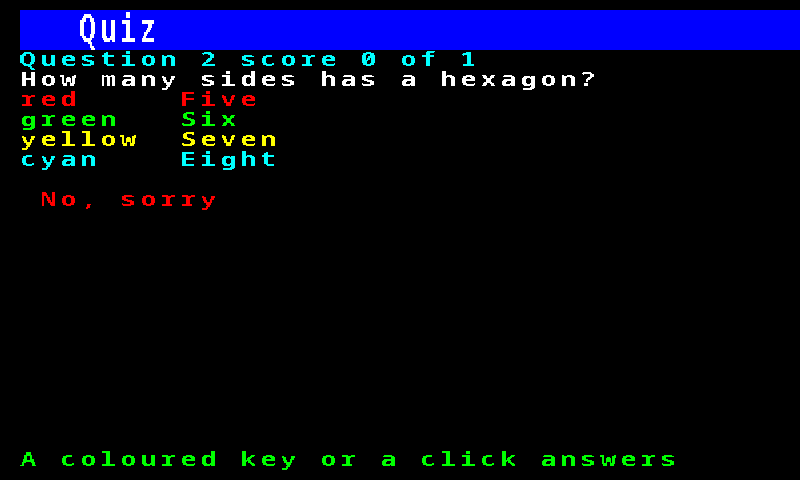 Quiz
Question 2 score 0 of 1
How many sides has a hexagon?
red Five
green Six
yellow Seven
cyan Eight
No, sorry
A coloured key or a click answers